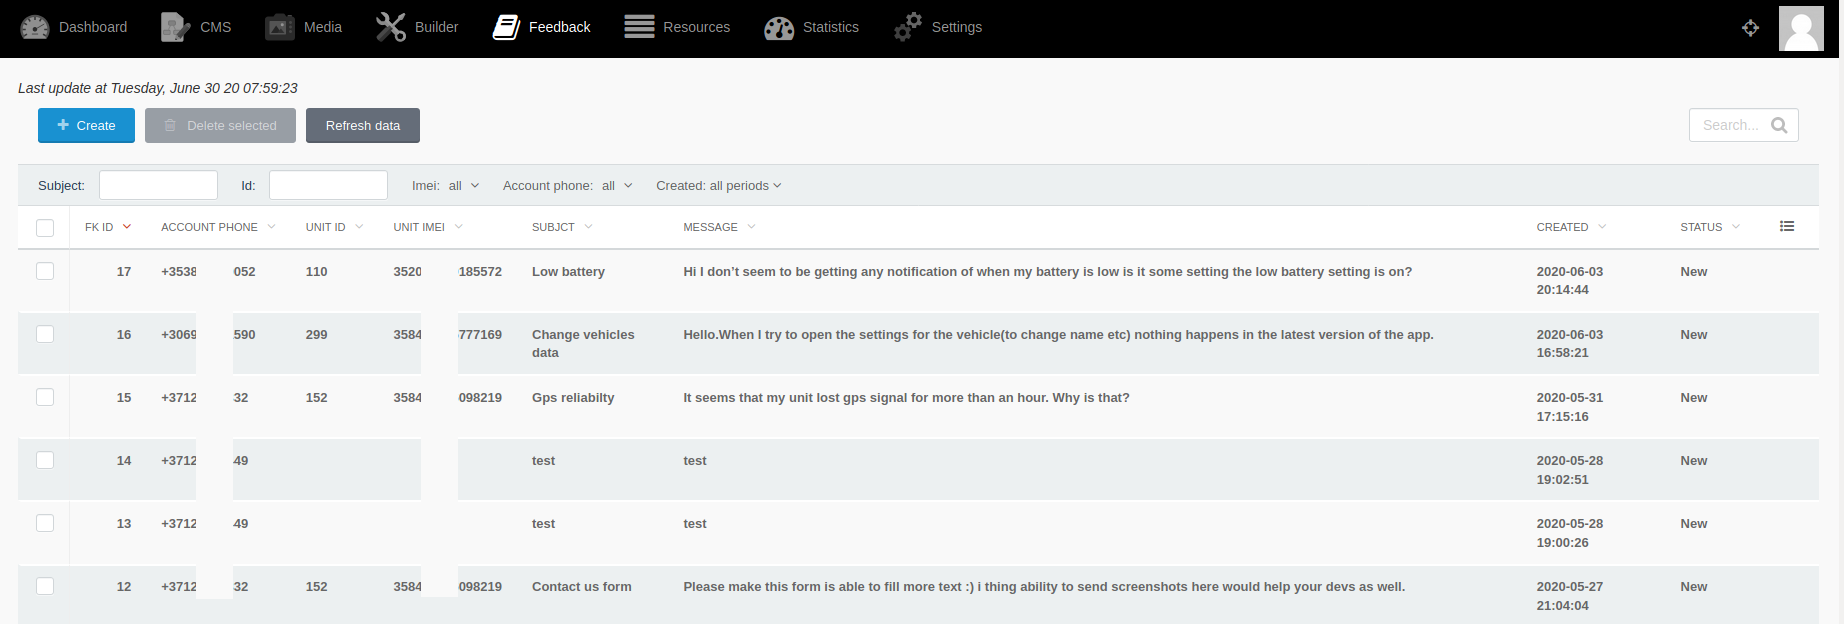 Dashboard CMS Media Builder Feedback Resources Statistics Settings
Last update at Tuesday, June 30 20 07:59:23
Create Delete selected Refresh data Search...
Subject: Id: Imei: all Account phone: all Created: all periods
FK ID ACCOUNT PHONE UNIT ID UNIT IMEI SUBJCT MESSAGE CREATED STATUS
17 +3538 052 110 3520 185572 Low battery Hi I don't seem to be getting any notification of when my battery is low is it some setting the low battery setting is on? 2020-06-03 New
20:14:44
16 +3069 590 299 3584 777169 Change vehicles Hello.When I try to open the settings for the vehicle(to change name etc) nothing happens in the latest version of the app. 2020-06-03 New
data 16:58:21
15 +3712 32 152 3584 098219 Gps reliabilty It seems that my unit lost gps signal for more than an hour. Why is that? 2020-05-31 New
17:15:16
14 +3712 49 test test 2020-05-28 New
19:02:51
13 +3712 49 test test 2020-05-28 New
19:00:26
12 +3712 32 152 3584 098219 Contact us form Please make this form is able to fill more text :) i thing ability to send screenshots here would help your devs as well. 2020-05-27 New
21:04:04